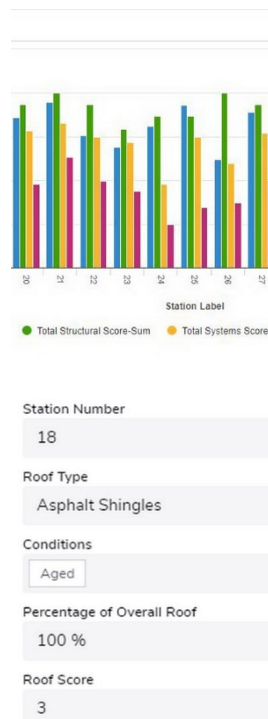 20 21 22 23 24 25 26 27
Station Label
Total Structural Score-Sum Total Systems Score
Station Number
18
Roof Type
Asphalt Shingles
Conditions
Aged
Percentage of Overall Roof
100 %
Roof Score
3